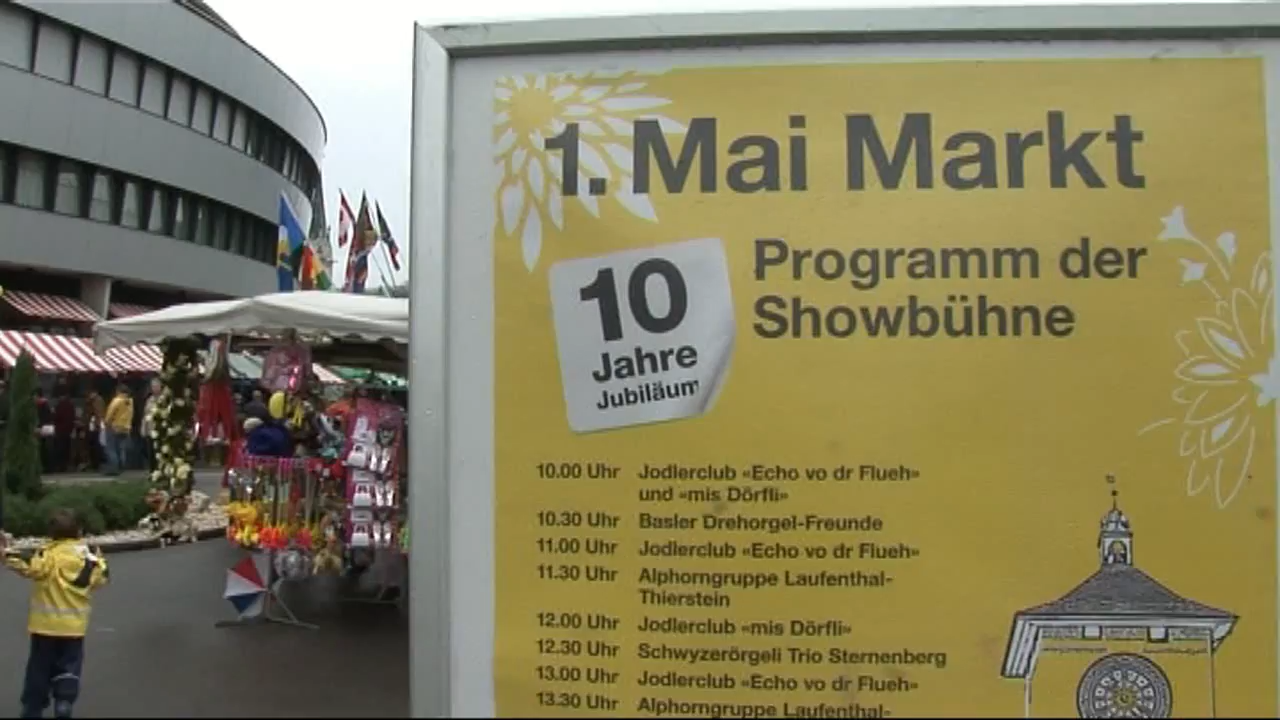 1. Mai Markt
10
Jahre
Jubiläum
Programm der
Showbühne
10.00 Uhr Jodlerclub «Echo vo dr Flueh»
und «mis Dörfli»
10.30 Uhr Basler Drehorgel-Freunde
11.00 Uhr Jodlerclub «Echo vo dr Flueh»
11.30 Uhr Alphorngruppe Laufenthal-
Thierstein
12.00 Uhr Jodlerclub «mis Dörfli»
12.30 Uhr Schwyzerörgeli Trio Sternenberg
13.00 Uhr Jodlerclub «Echo vo dr Flueh»
13.30 Uhr Alphorngruppe Laufenthal-